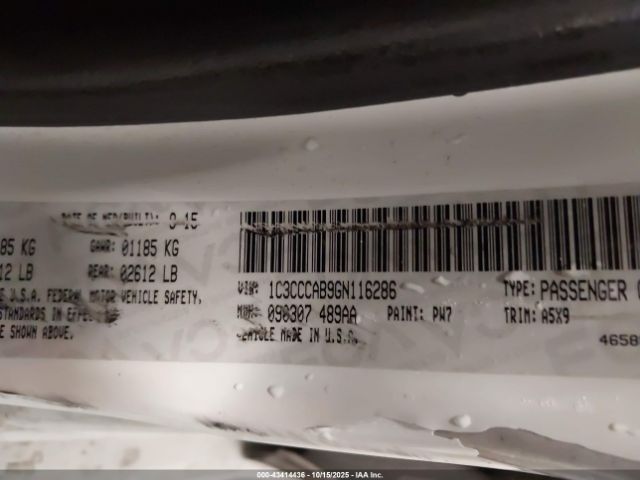 DATE OF MFR(BUILT): 9-15
85 KG GAWR: 01185 KG
12 LB REAR: 02612 LB
U.S.A. FEDERAL MOTOR VEHICLE SAFETY,
STANDARDS IN EFFECT
E SHOWN ABOVE.
VIN: 1C3CCCAB9GN116286 TYPE: PASSENGER
MDH: 090307 489AA PAINT: PW7 TRIM: A5X9
VEHICLE MADE IN U.S.A.
4658
000-43414436 | 10/15/2025 | IAA Inc.